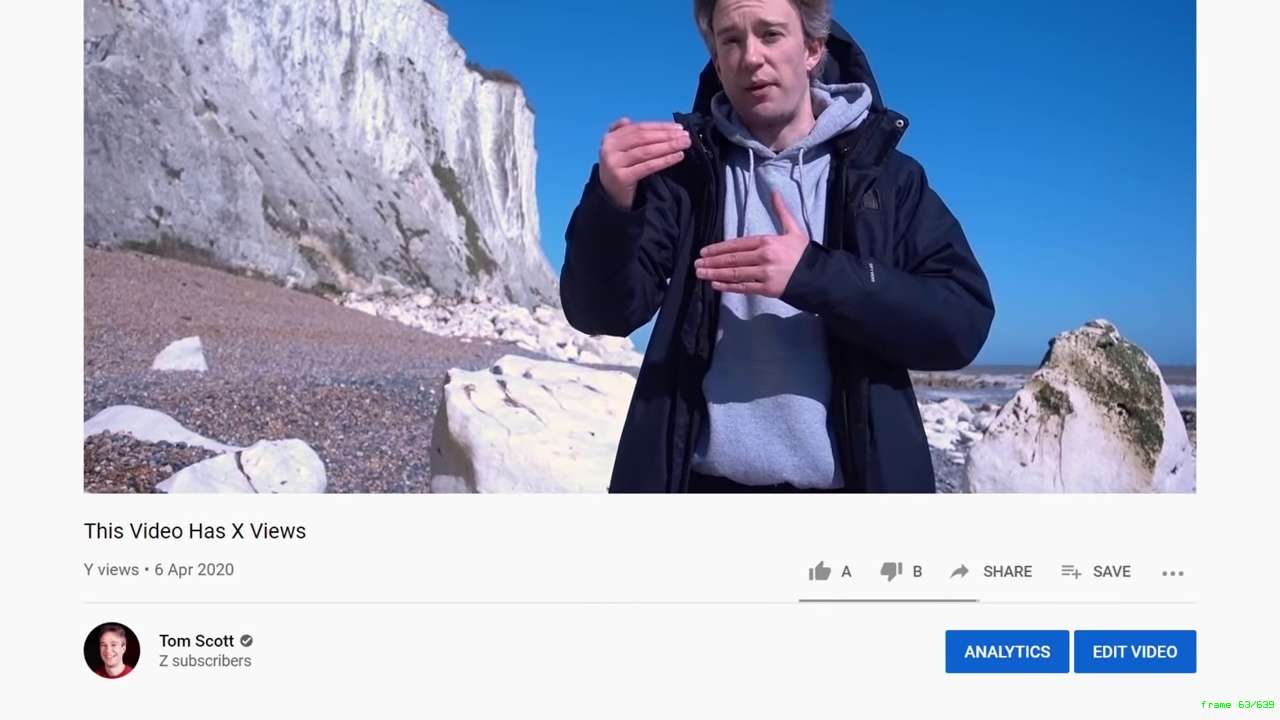 This Video Has X Views
Y views • 6 Apr 2020
A B SHARE SAVE
Tom Scott
Z subscribers
ANALYTICS EDIT VIDEO
frame 63/639